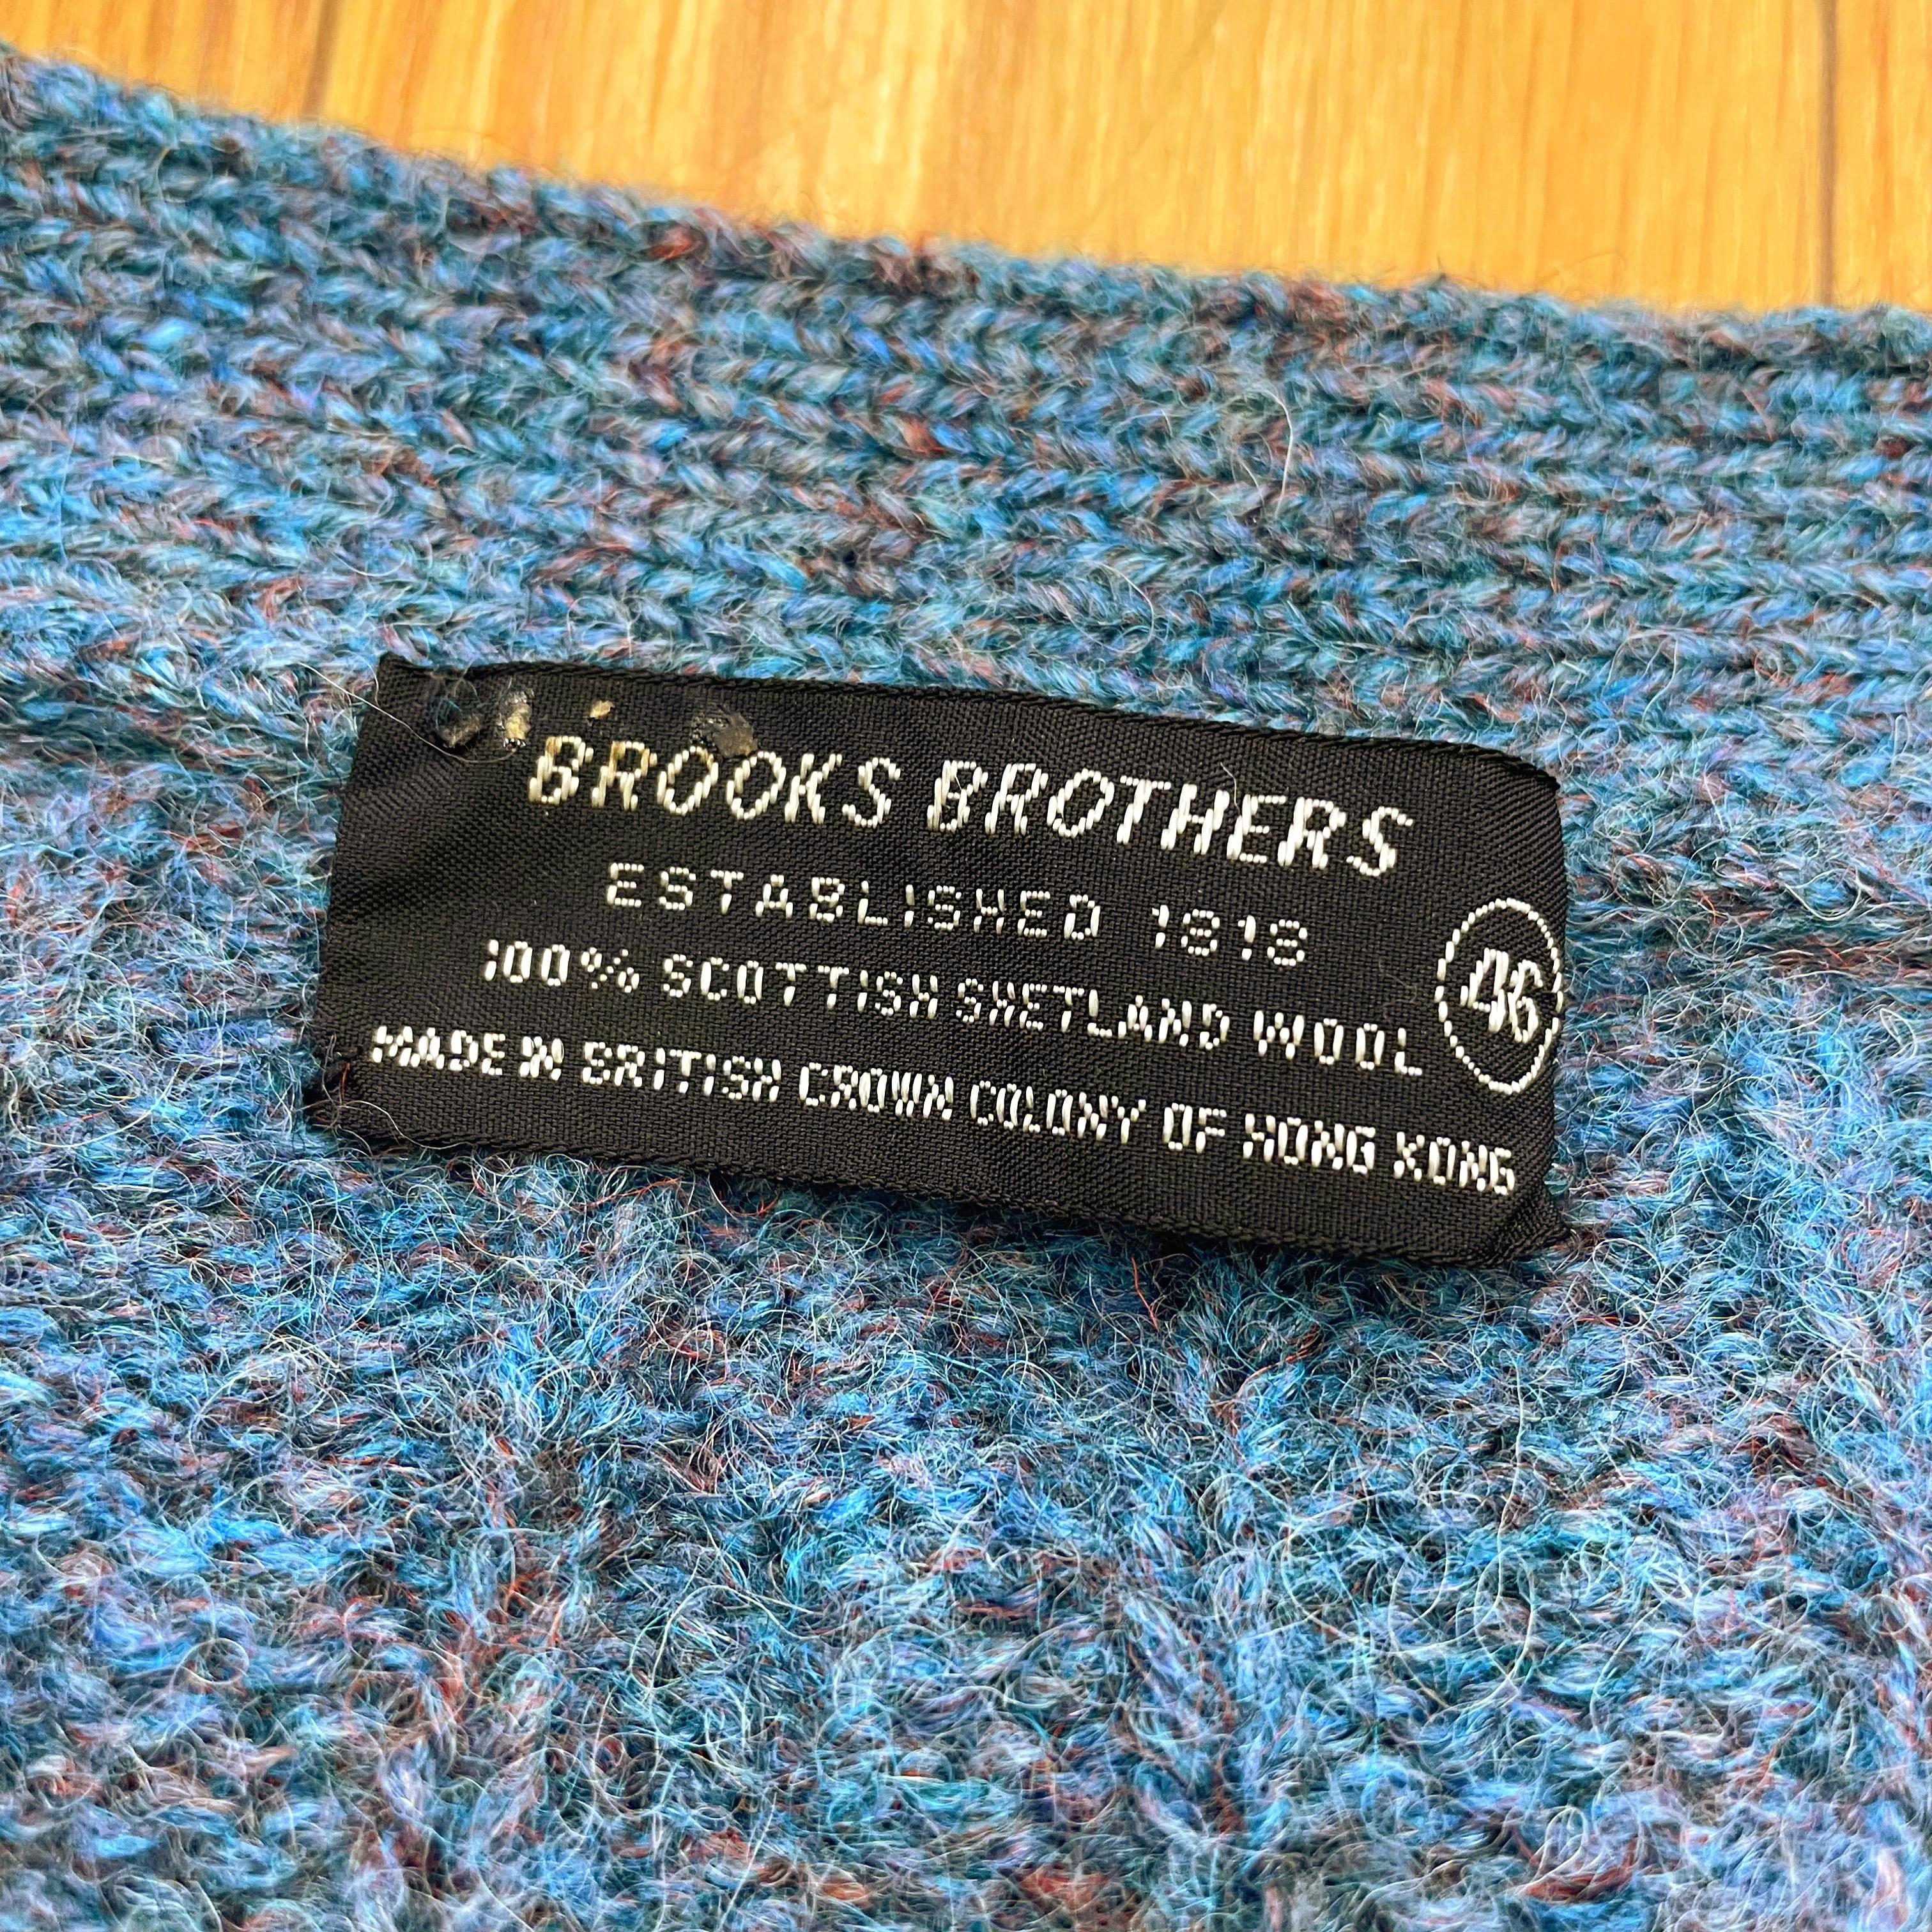 BROOKS BROTHERS
ESTABLISHED 1818
100% SCOTTISH SHETLAND WOOL
46
MADE IN BRITISH CROWN COLONY OF HONG KONG